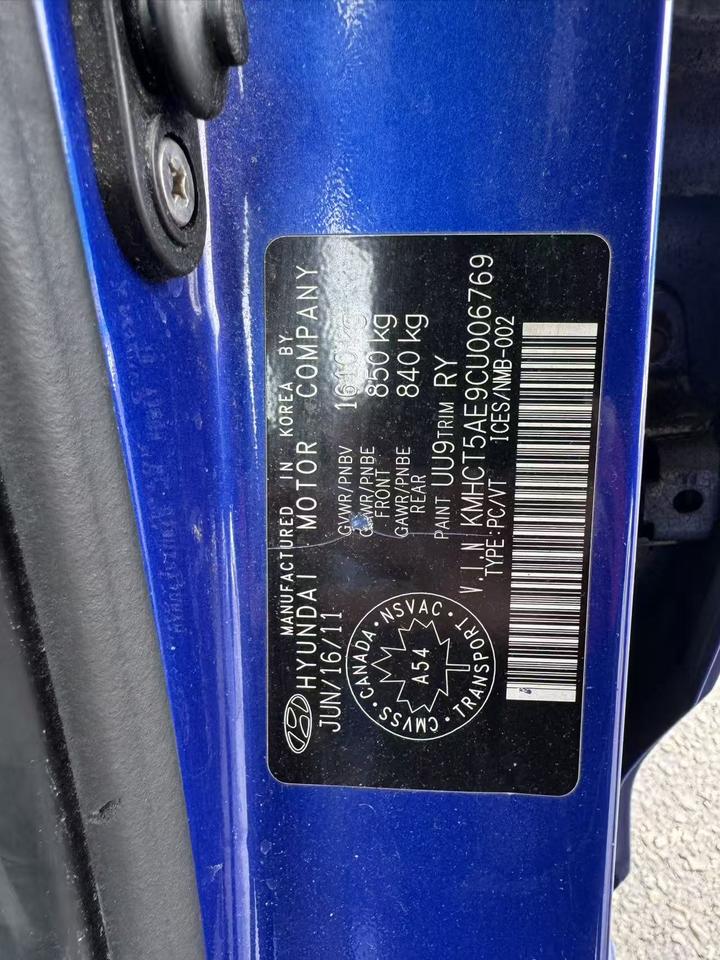 MANUFACTURED IN KOREA BY
HYUNDAI MOTOR COMPANY
JUN/16/11
GVWR/PNBV 1610 kg
GAWR/PNBE FRONT 850 kg
GAWR/PNBE REAR 840 kg
PAINT UU9 TRIM RY
V.I.N KMHCT5AE9CU006769
TYPE:PC/VT ICES/NMB-002
CANADA · NSVAC · TRANSPORT · CMVSS ·
A54